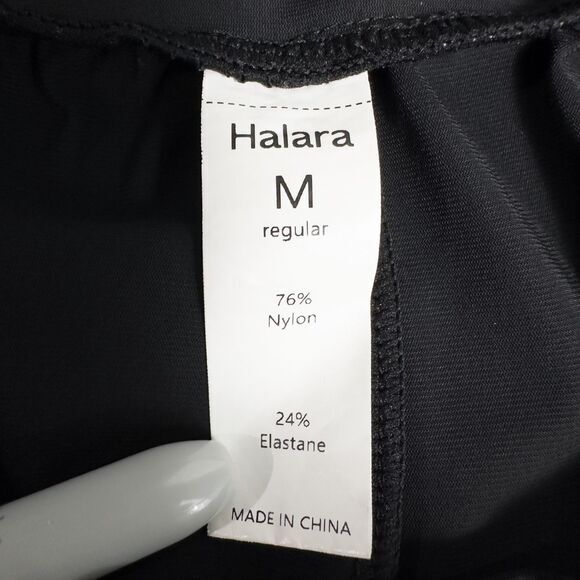 Halara
M
regular
76%
Nylon
24%
Elastane
MADE IN CHINA